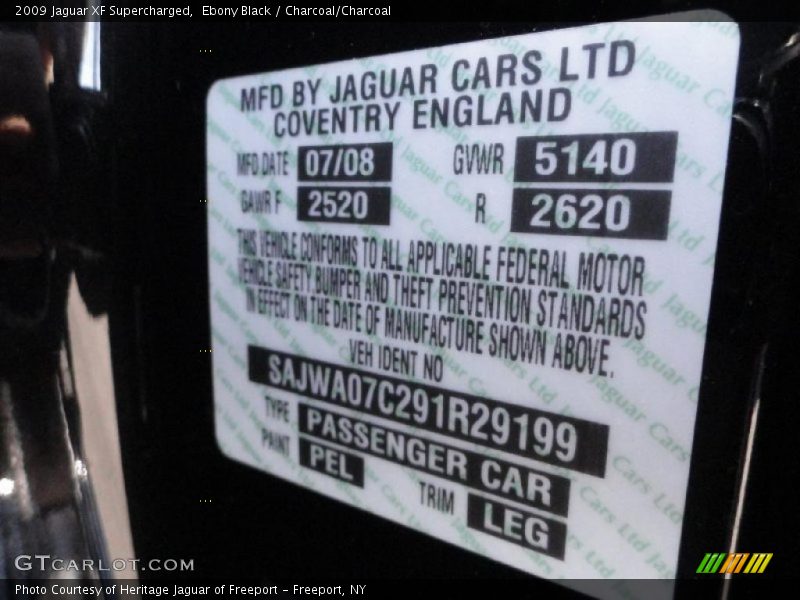 2009 Jaguar XF Supercharged, Ebony Black / Charcoal/Charcoal
MFD BY JAGUAR CARS LTD
COVENTRY ENGLAND
MFD DATE 07/08 GVWR 5140
GAWR F 2520 R 2620
THIS VEHICLE CONFORMS TO ALL APPLICABLE FEDERAL MOTOR
VEHICLE SAFETY,BUMPER AND THEFT PREVENTION STANDARDS
IN EFFECT ON THE DATE OF MANUFACTURE SHOWN ABOVE.
VEH IDENT NO
SAJWA07C291R29199
TYPE PASSENGER CAR
PAINT PEL TRIM LEG
GTCARLOT.COM
Photo Courtesy of Heritage Jaguar of Freeport - Freeport, NY